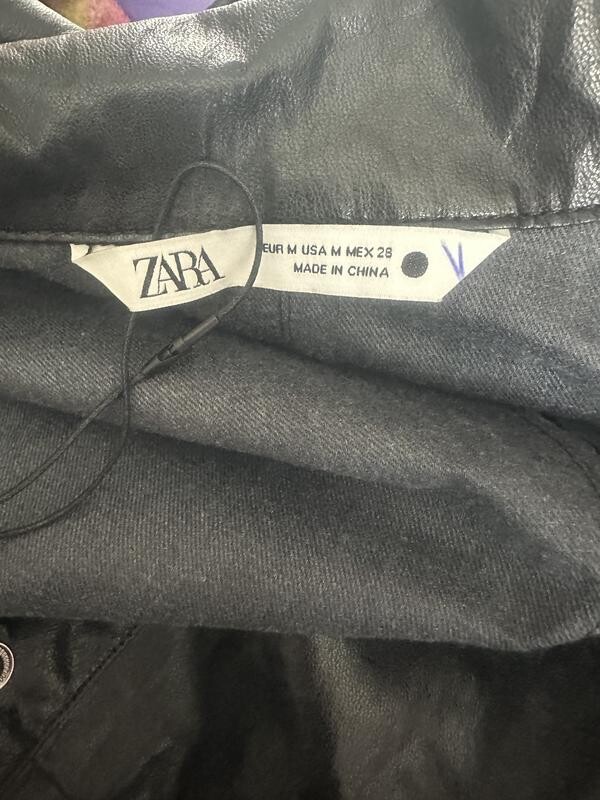 ZARA
EUR M USA M MEX 28
MADE IN CHINA
V